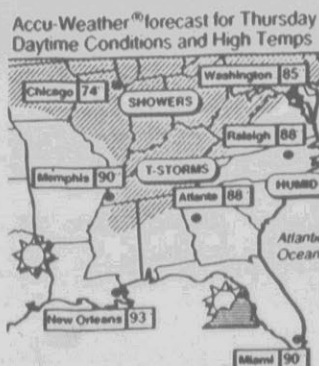 Accu-Weather® forecast for Thursday
Daytime Conditions and High Temps
Washington 85
Chicago 74
SHOWERS
Raleigh 88
T-STORMS
Memphis 90
HUMID
Atlanta 88
Atlantic
Ocean
New Orleans 93
Miami 90